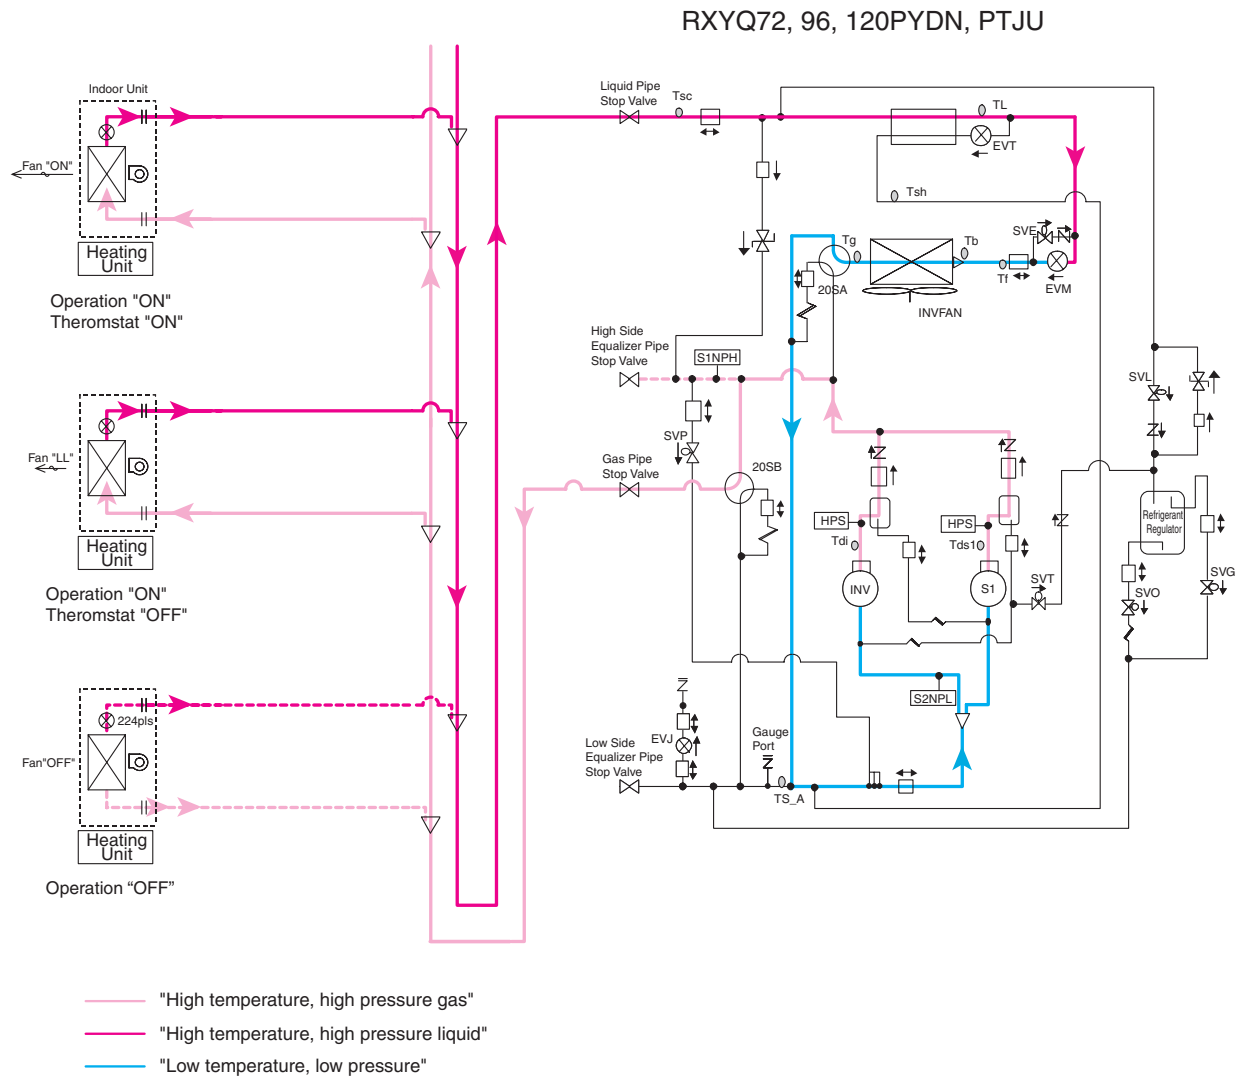 RXYQ72, 96, 120PYDN, PTJU
Indoor Unit
Fan "ON"
Heating
Unit
Operation "ON"
Theromstat "ON"
Fan "LL"
Heating
Unit
Operation "ON"
Theromstat "OFF"
224pls
Fan"OFF"
Heating
Unit
Operation “OFF”
Liquid Pipe
Stop Valve
Tsc
TL
EVT
Tsh
SVE
Tg
Tb
Tf
EVM
20SA
INVFAN
High Side
Equalizer Pipe
Stop Valve
S1NPH
SVL
SVP
Gas Pipe
Stop Valve
20SB
HPS
HPS
Tdi
Tds1
INV
S1
SVT
Refrigerant
Regulator
SVO
SVG
S2NPL
EVJ
Gauge
Port
Low Side
Equalizer Pipe
Stop Valve
TS_A
"High temperature, high pressure gas"
"High temperature, high pressure liquid"
"Low temperature, low pressure"